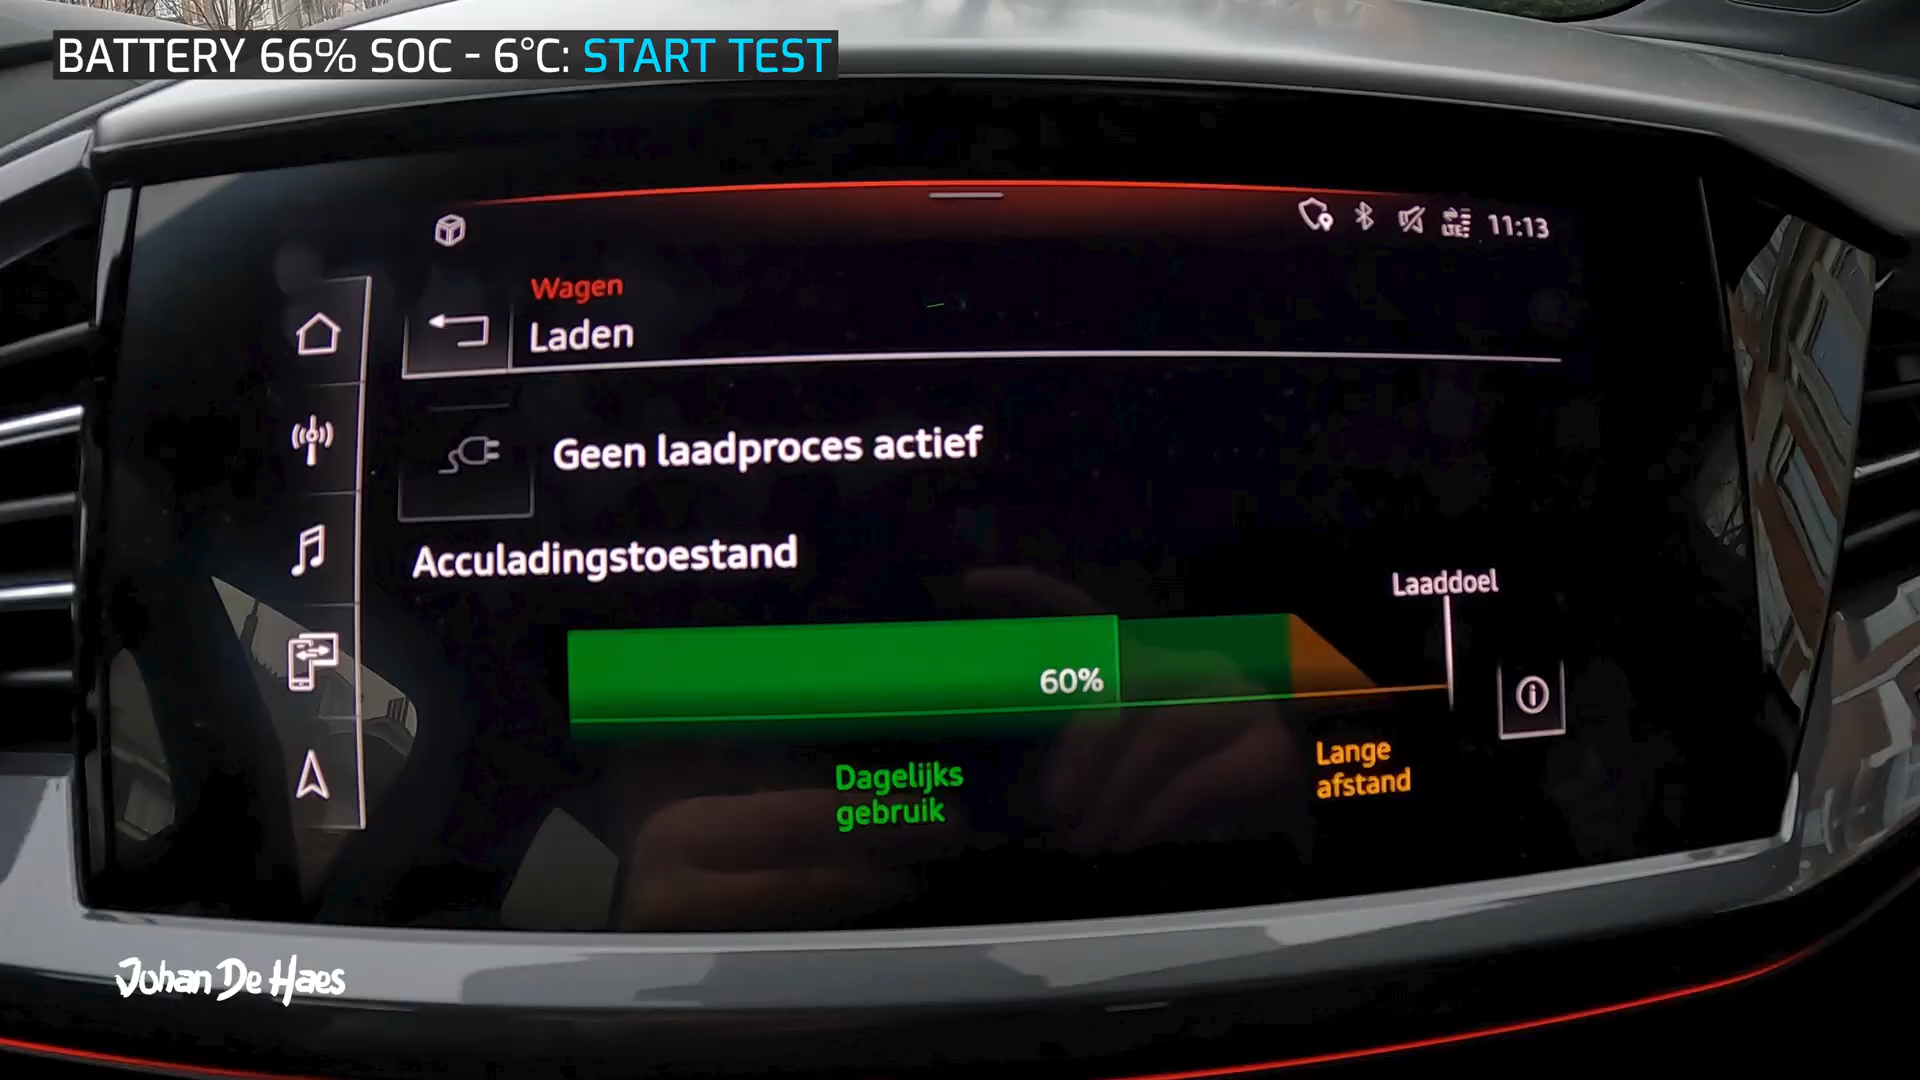 BATTERY 66% SOC - 6°C: START TEST
LTE 11:13
Wagen
Laden
Geen laadproces actief
Acculadingstoestand
Laaddoel
60%
Dagelijks
gebruik
Lange
afstand
Johan De Haes